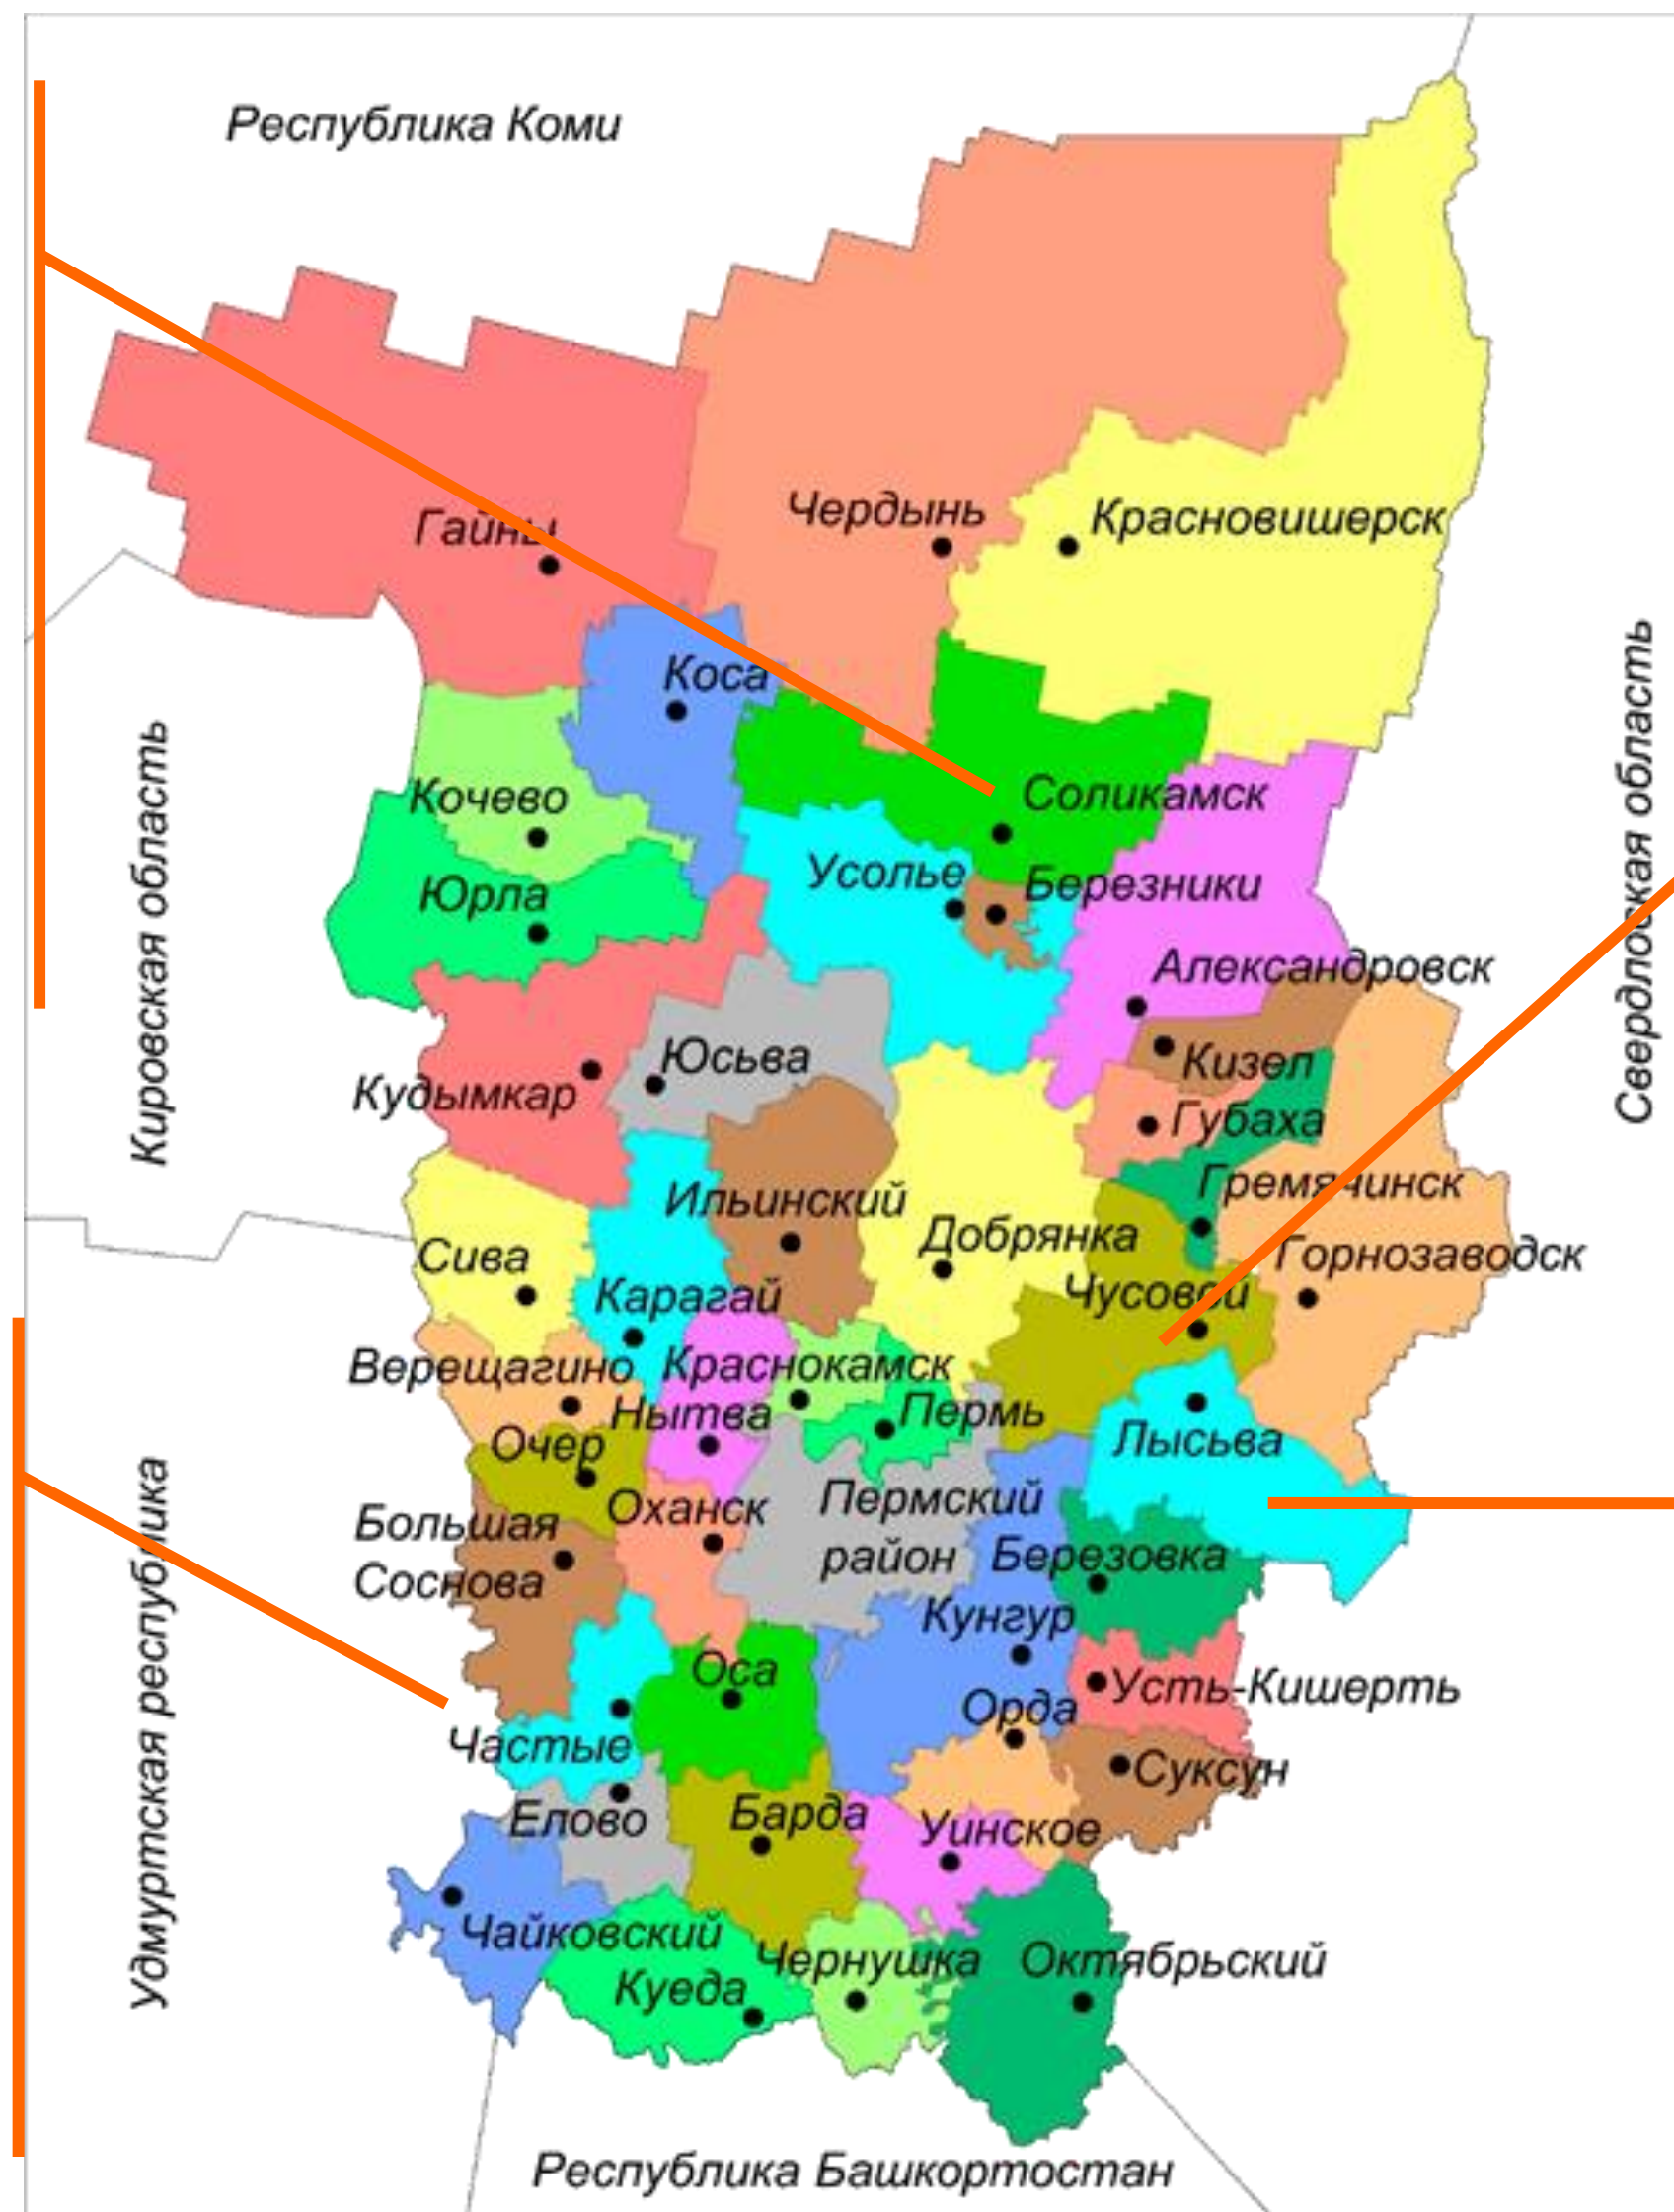 Республика Коми
Гайны
Чердынь
Красновишерск
Коса
Кочево
Соликамск
Юрла
Усолье
Березники
Кировская область
Свердловская область
Александровск
Кудымкар
Юсьва
Кизел
Губаха
Гремячинск
Ильинский
Добрянка
Горнозаводск
Сива
Карагай
Чусовой
Верещагино
Краснокамск
Нытва
Пермь
Очер
Лысьва
Удмуртская республика
Большая
Соснова
Оханск
Пермский
район
Березовка
Кунгур
Оса
Усть-Кишерть
Орда
Частые
Суксун
Елово
Барда
Уинское
Чайковский
Чернушка
Октябрьский
Куеда
Республика Башкортостан